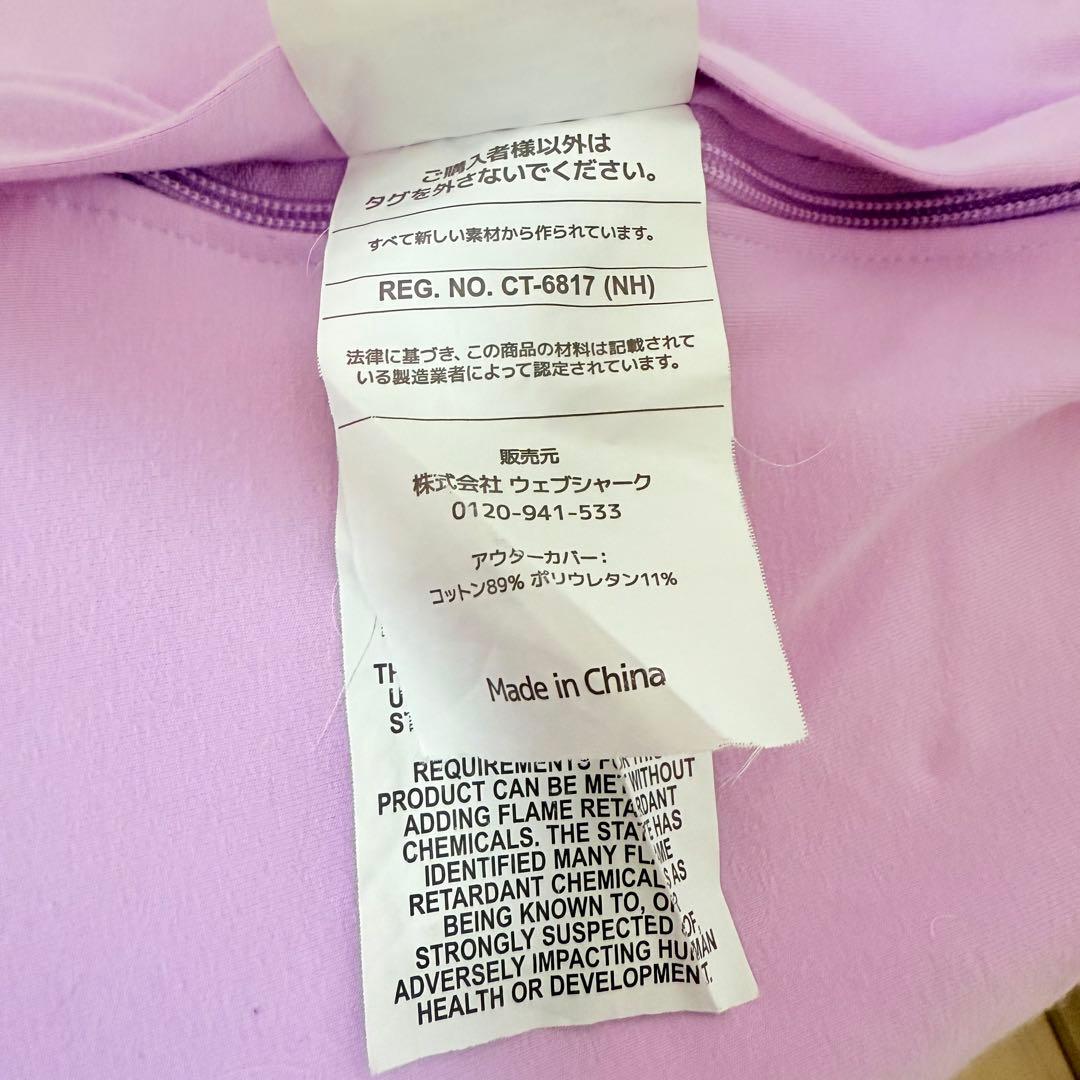 ご購入者様以外は
タグを外さないでください。
すべて新しい素材から作られています。
REG. NO. CT-6817 (NH)
法律に基づき、この商品の材料は記載されて
いる製造業者によって認定されています。
販売元
株式会社 ウェブシャーク
0120-941-533
アウターカバー:
コットン89% ポリウレタン11%
Made in China
REQUIREMENTS FOR THIS
PRODUCT CAN BE MET WITHOUT
ADDING FLAME RETARDANT
CHEMICALS. THE STATE HAS
IDENTIFIED MANY FLAME
RETARDANT CHEMICALS AS
BEING KNOWN TO, OR
STRONGLY SUSPECTED OF,
ADVERSELY IMPACTING HUMAN
HEALTH OR DEVELOPMENT.